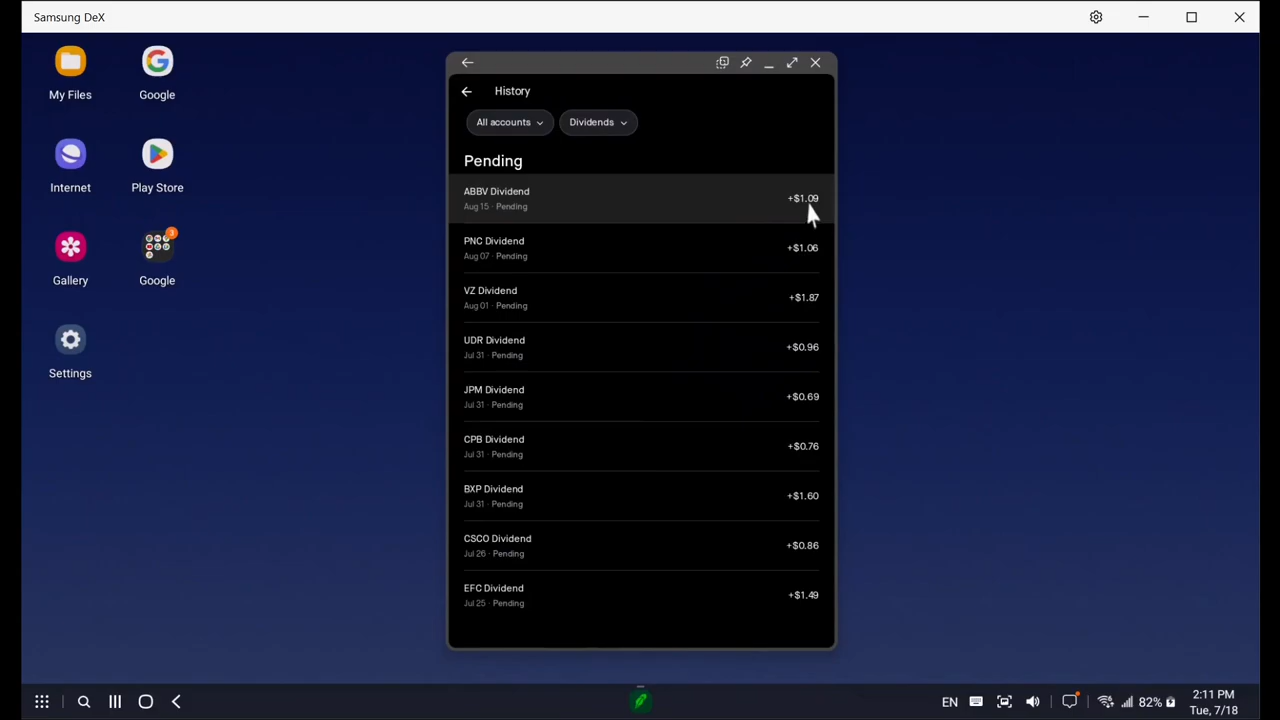 Samsung DeX
My Files
Google
Internet
Play Store
Gallery
3
Google
Settings
History
All accounts
Dividends
Pending
ABBV Dividend
+$1.09
Aug 15 · Pending
PNC Dividend
+$1.06
Aug 07 · Pending
VZ Dividend
+$1.87
Aug 01 · Pending
UDR Dividend
+$0.96
Jul 31 · Pending
JPM Dividend
+$0.69
Jul 31 · Pending
CPB Dividend
+$0.76
Jul 31 · Pending
BXP Dividend
+$1.60
Jul 31 · Pending
CSCO Dividend
+$0.86
Jul 26 · Pending
EFC Dividend
+$1.49
Jul 25 · Pending
EN
82%
2:11 PM
Tue, 7/18